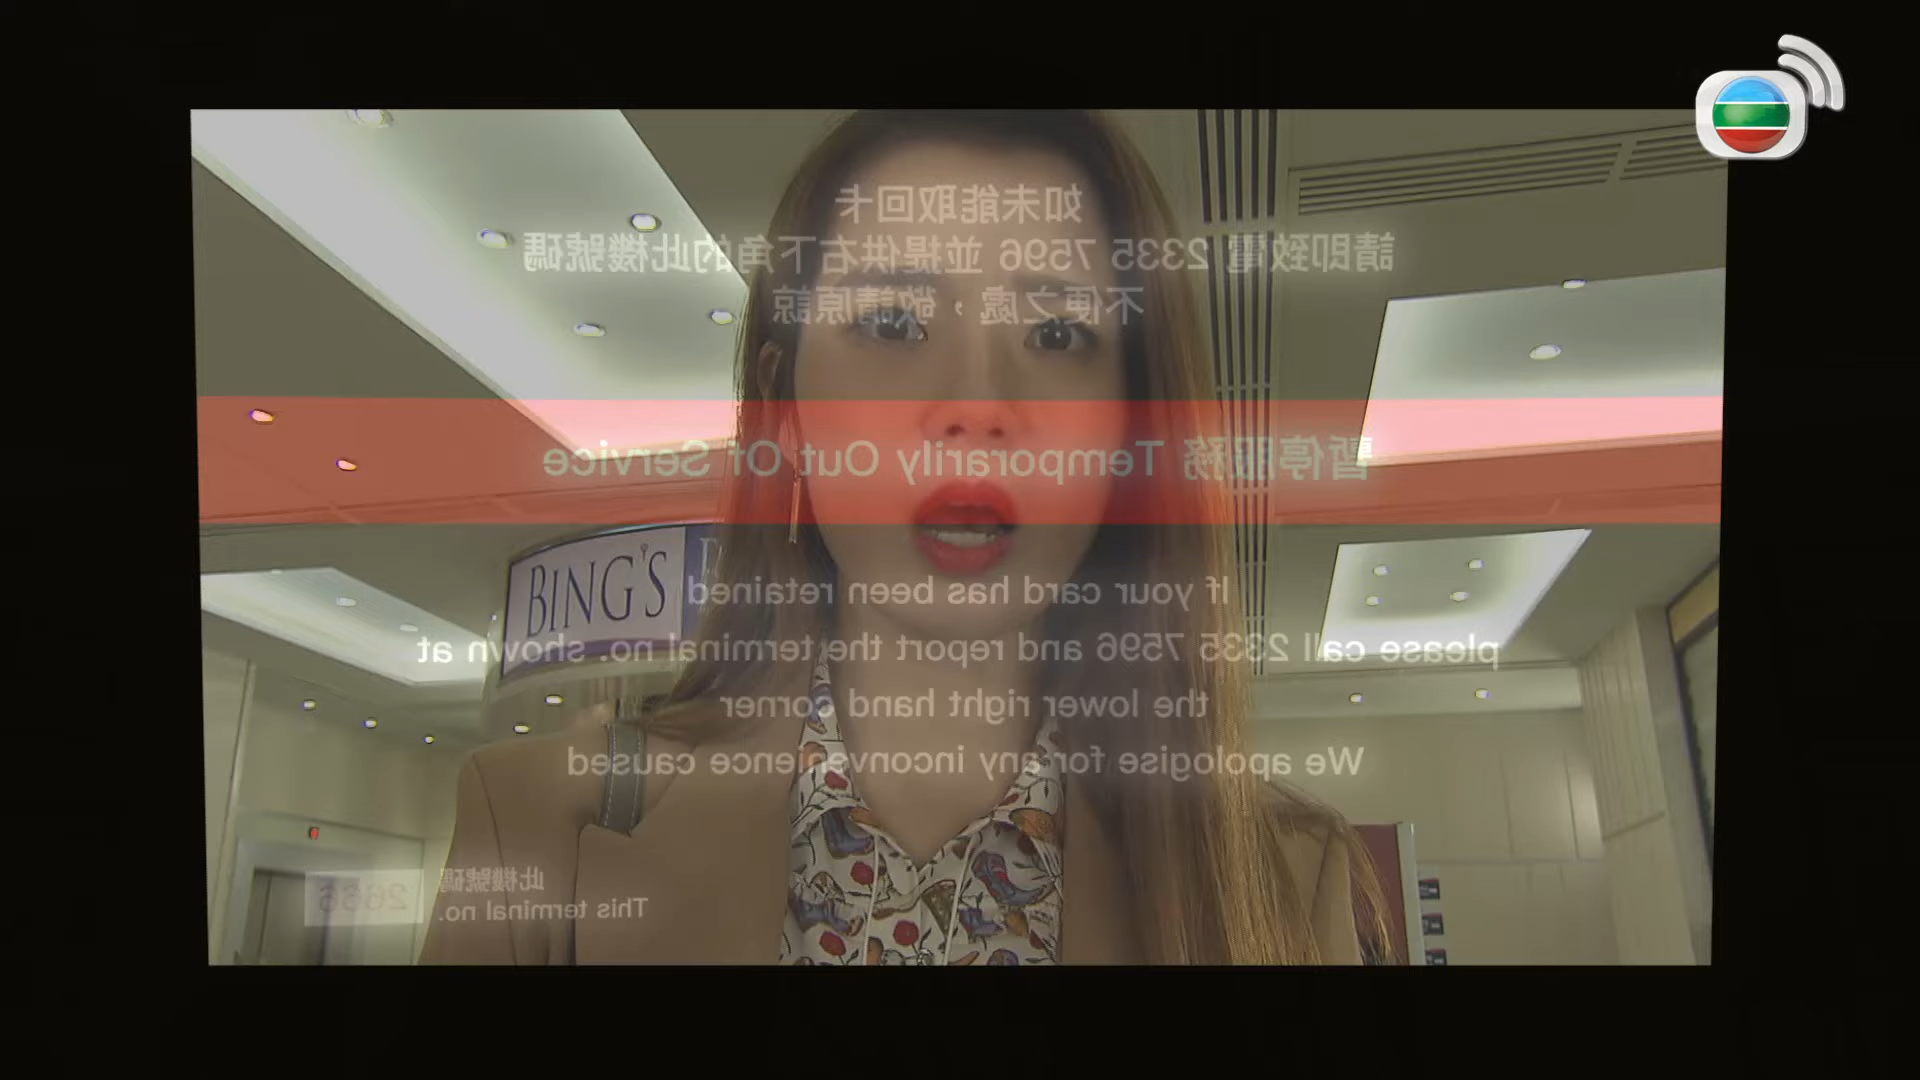 如未能取回卡
請即致電 2335 7596 並提供右下角的此機號碼
不便之處，敬請原諒
暫停服務 Temporarily Out Of Service
BING'S
If your card has been retained
please call 2335 7596 and report the terminal no. shown at
the lower right hand corner
We apologise for any inconvenience caused
此機號碼
This terminal no.
2666